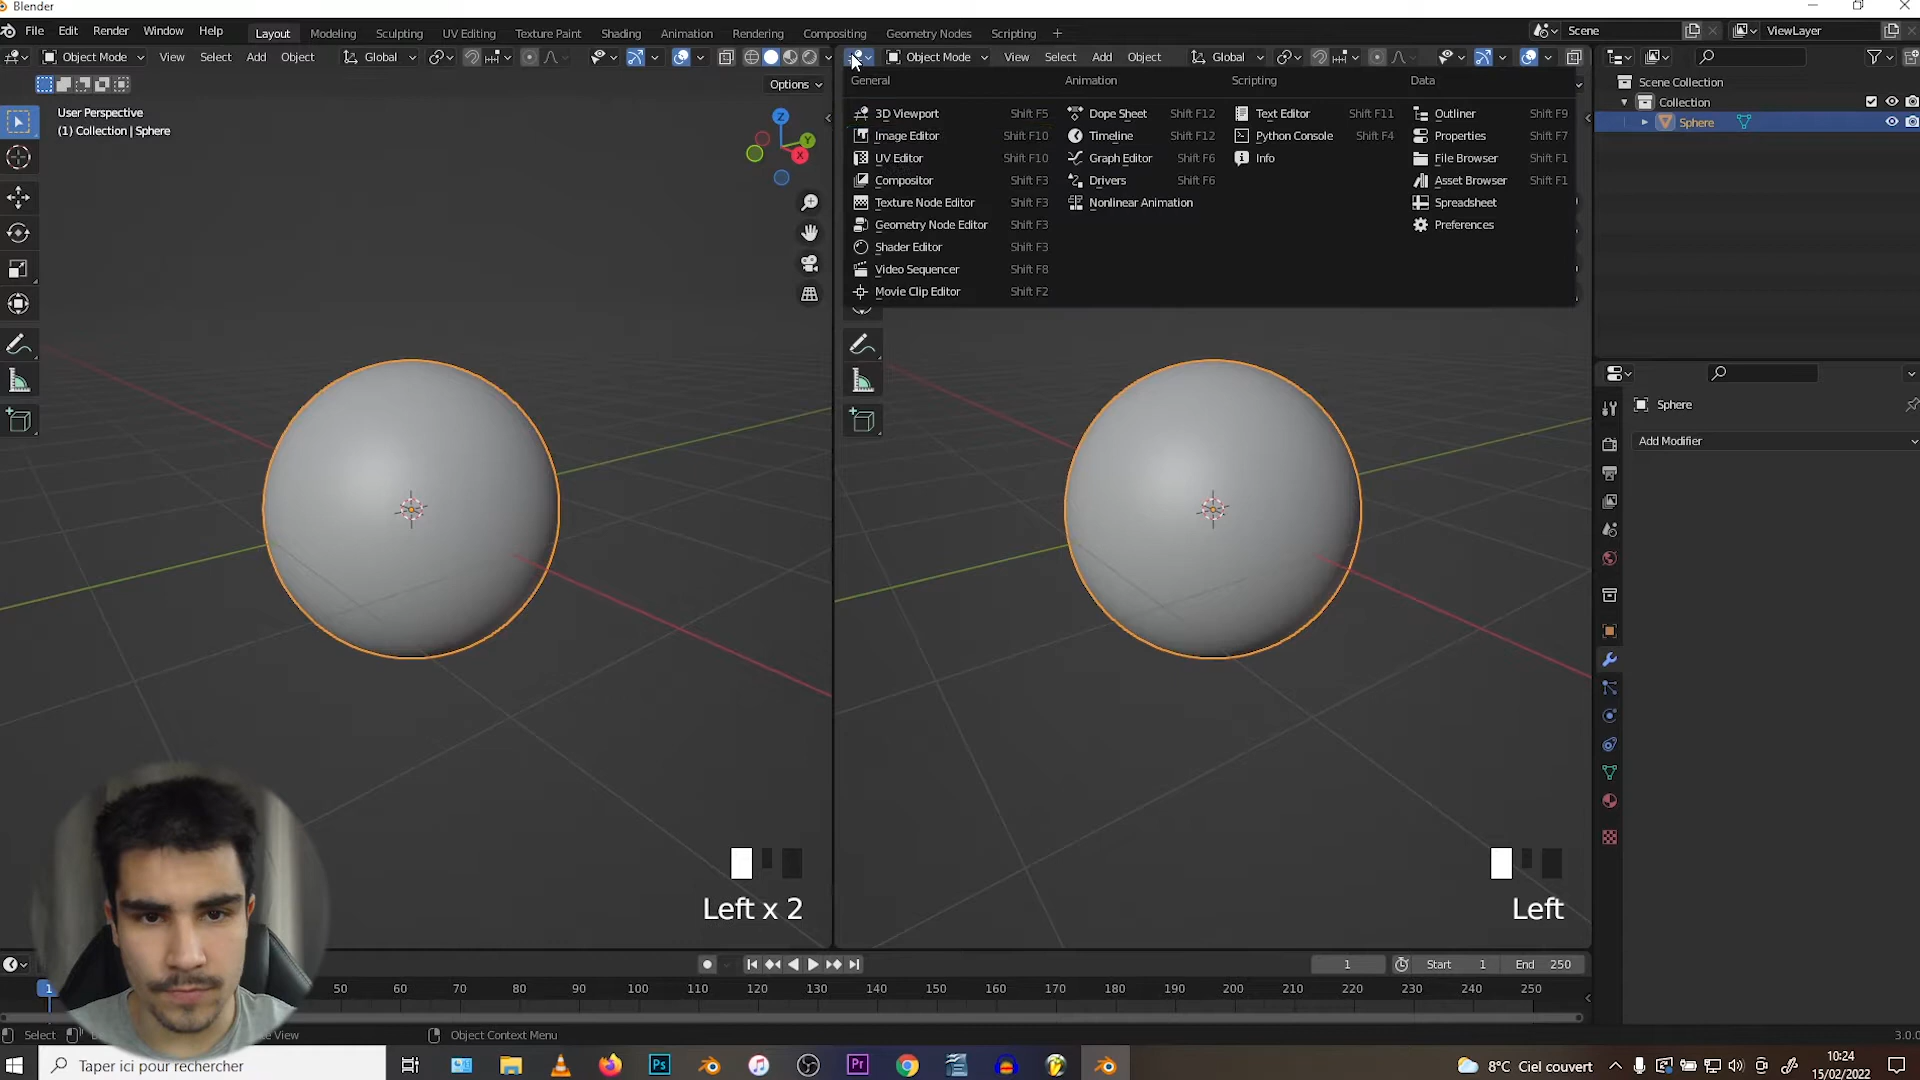 Blender
File Edit Render Window Help Layout Modeling Sculpting UV Editing Texture Paint Shading Animation Rendering Compositing Geometry Nodes Scripting + Scene ViewLayer
Object Mode View Select Add Object Global Object Mode View Select Add Object Global
Options
User Perspective
(1) Collection | Sphere
Z
Y
X
General
3D Viewport Shift F5
Image Editor Shift F10
UV Editor Shift F10
Compositor Shift F3
Texture Node Editor Shift F3
Geometry Node Editor Shift F3
Shader Editor Shift F3
Video Sequencer Shift F8
Movie Clip Editor Shift F2
Animation
Dope Sheet Shift F12
Timeline Shift F12
Graph Editor Shift F6
Drivers Shift F6
Nonlinear Animation
Scripting
Text Editor Shift F11
Python Console Shift F4
Info
Data
Outliner Shift F9
Properties Shift F7
File Browser Shift F1
Asset Browser Shift F1
Spreadsheet
Preferences
Scene Collection
Collection
Sphere
Sphere
Add Modifier
Left x 2
Left
1 Start 1 End 250
1 50 60 70 80 90 100 110 120 130 140 150 160 170 180 190 200 210 220 230 240 250
Select View Object Context Menu 3.0.0
Taper ici pour rechercher Ps Pr 8°C Ciel couvert 10:24
15/02/2022